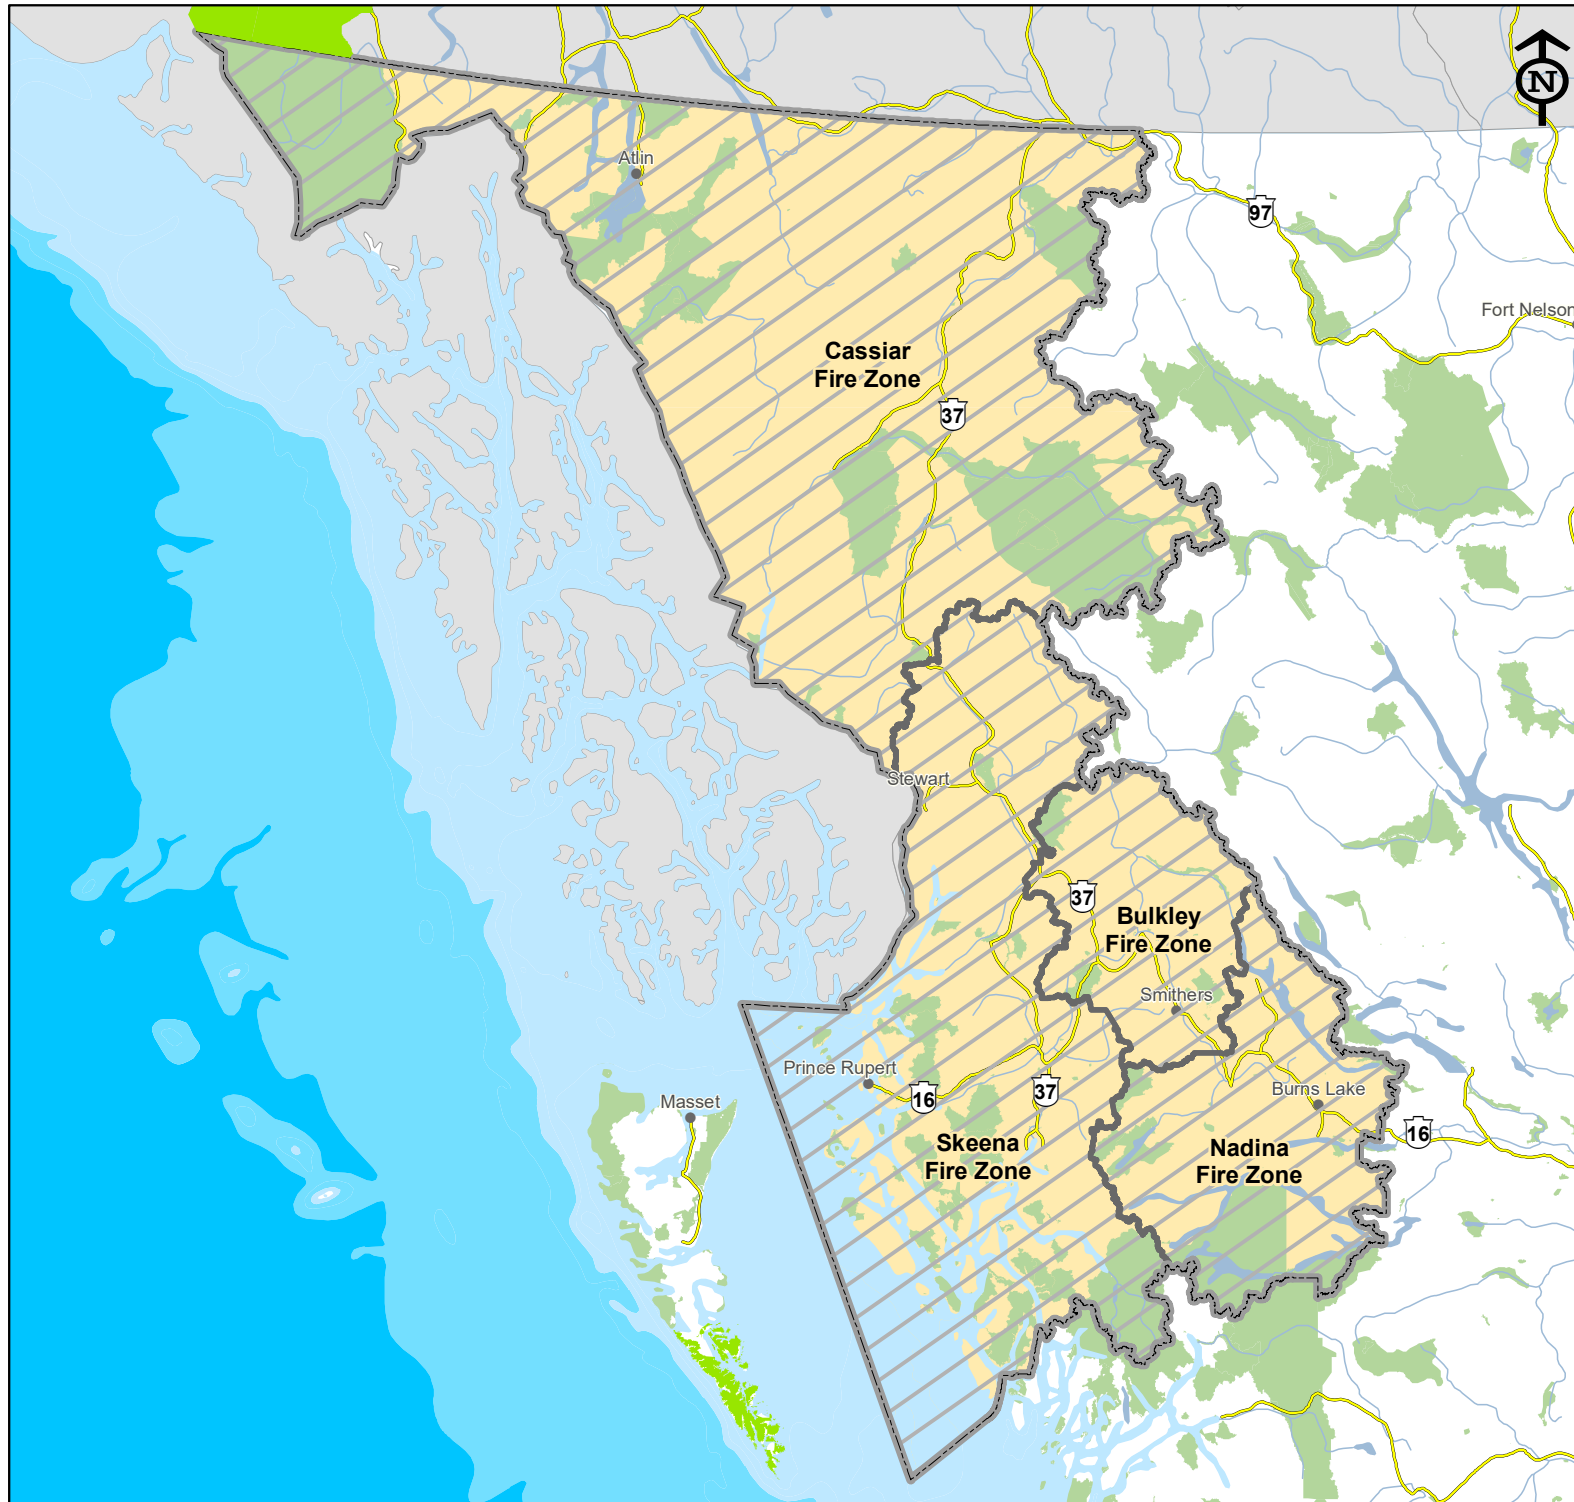 N
Atlin
97
Fort Nelson
Cassiar
Fire Zone
37
Stewart
37
Bulkley
Fire Zone
Smithers
Prince Rupert
16
37
Burns Lake
Masset
16
Skeena
Fire Zone
Nadina
Fire Zone